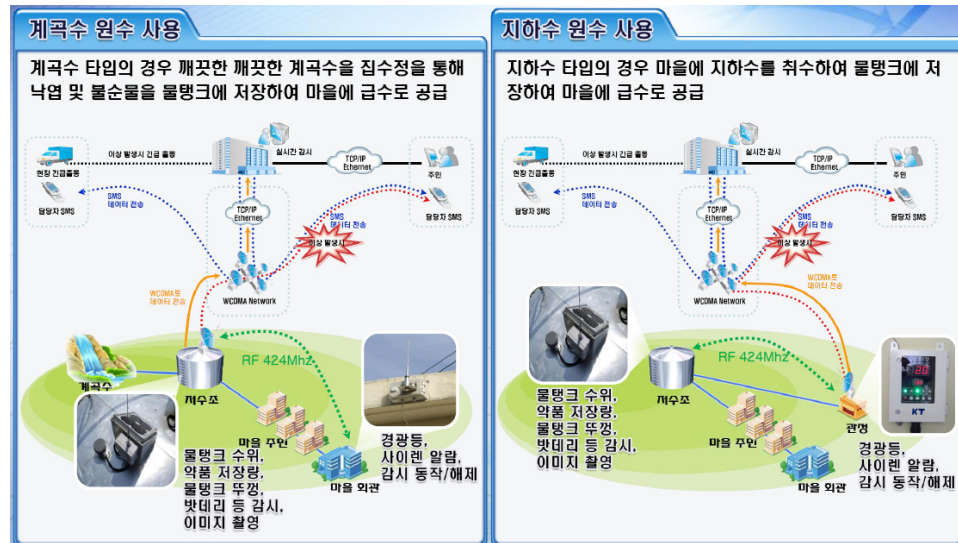 계곡수 원수 사용
계곡수 타입의 경우 깨끗한 깨끗한 계곡수을 집수정을 통해
낙엽 및 불순물을 물탱크에 저장하여 마을에 급수로 공급
실시간 감시
이상 발생시 긴급 출동
TCP/IP
Ethernet
현장 긴급출동
주민
담당자 SMS
SMS
데이터 전송
TCP/IP
Ethernet
SMS
데이터 전송
담당자 SMS
이상 발생시
WCDMA로
데이터 전송
WCDMA Network
RF 424Mhz
계곡수
저수조
마을 주민
마을 회관
물탱크 수위,
약품 저장량,
물탱크 뚜껑,
밧데리 등 감시,
이미지 촬영
경광등,
사이렌 알람,
감시 동작/해제
지하수 원수 사용
지하수 타입의 경우 마을에 지하수를 취수하여 물탱크에 저
장하여 마을에 급수로 공급
실시간 감시
이상 발생시 긴급 출동
TCP/IP
Ethernet
현장 긴급출동
주민
담당자 SMS
SMS
데이터 전송
TCP/IP
Ethernet
SMS
데이터 전송
담당자 SMS
이상 발생시
WCDMA로
데이터 전송
WCDMA Network
RF 424Mhz
저수조
관정
KT
마을 주민
마을 회관
물탱크 수위,
약품 저장량,
물탱크 뚜껑,
밧데리 등 감시,
이미지 촬영
경광등,
사이렌 알람,
감시 동작/해제